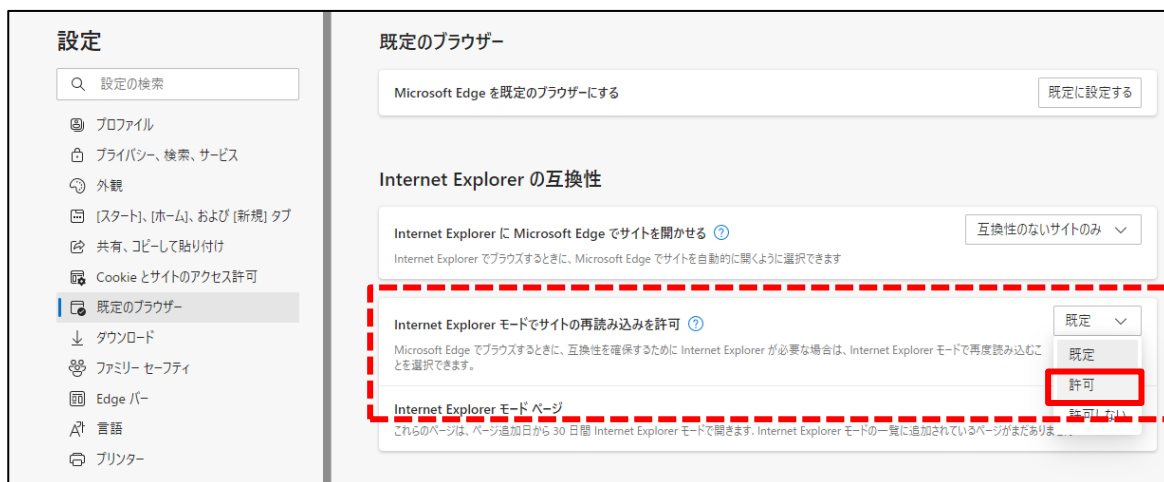 設定
設定の検索
プロファイル
プライバシー、検索、サービス
外観
[スタート]、[ホーム]、および [新規] タブ
共有、コピーして貼り付け
Cookie とサイトのアクセス許可
既定のブラウザー
ダウンロード
ファミリー セーフティ
Edge バー
言語
プリンター
既定のブラウザー
Microsoft Edge を既定のブラウザーにする
既定に設定する
Internet Explorer の互換性
Internet Explorer に Microsoft Edge でサイトを開かせる
互換性のないサイトのみ
Internet Explorer でブラウズするときに、Microsoft Edge でサイトを自動的に開くように選択できます
Internet Explorer モードでサイトの再読み込みを許可
既定
Microsoft Edge でブラウズするときに、互換性を確保するために Internet Explorer が必要な場合は、Internet Explorer モードで再度読み込むこ
とを選択できます。
既定
許可
許可しない
Internet Explorer モード ページ
これらのページは、ページ追加日から 30 日間 Internet Explorer モードで開きます. Internet Explorer モードの一覧に追加されているページがまだありま